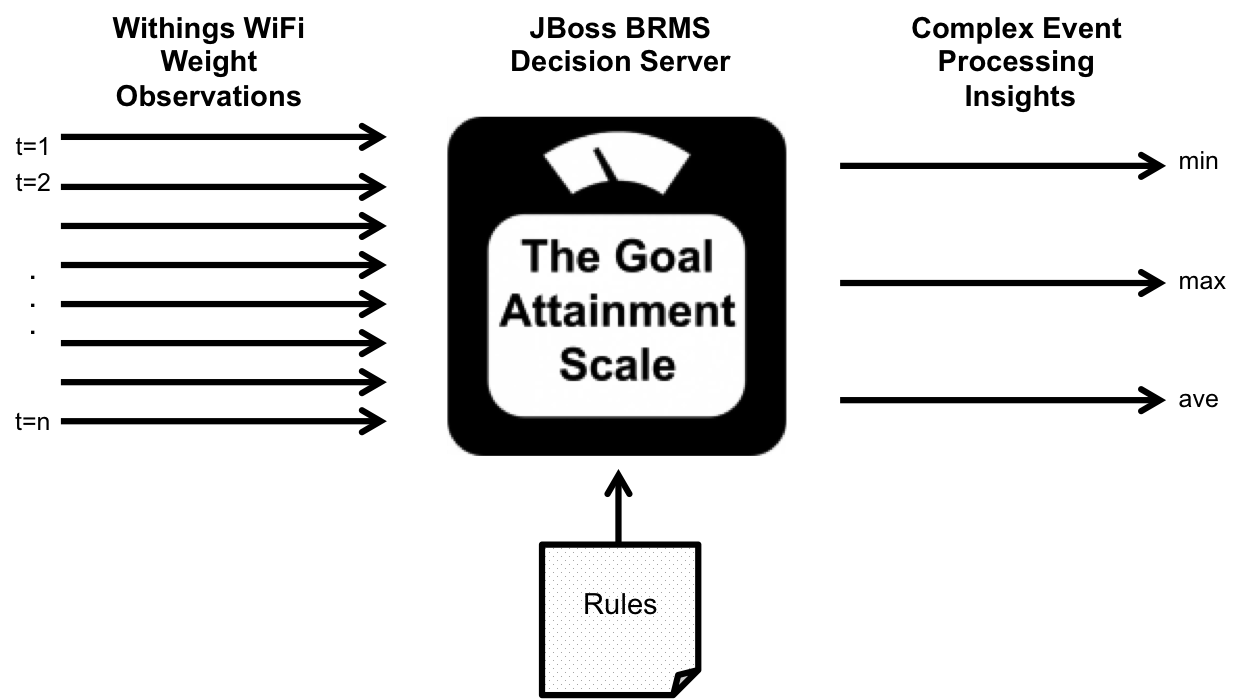 Withings WiFi
Weight
Observations
JBoss BRMS
Decision Server
Complex Event
Processing
Insights
t=1
t=2
.
.
.
t=n
The Goal
Attainment
Scale
min
max
ave
Rules